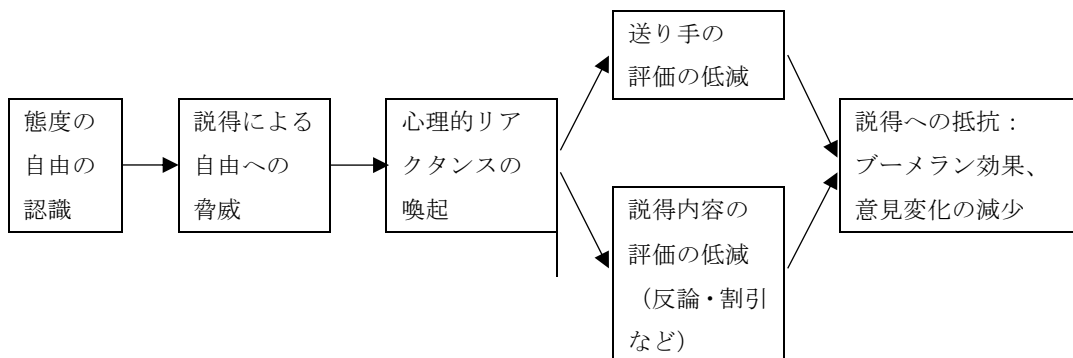 態度の
自由の
認識
説得による
自由への
脅威
心理的リア
クタンスの
喚起
送り手の
評価の低減
説得内容の
評価の低減
（反論・割引
など）
説得への抵抗：
ブーメラン効果、
意見変化の減少